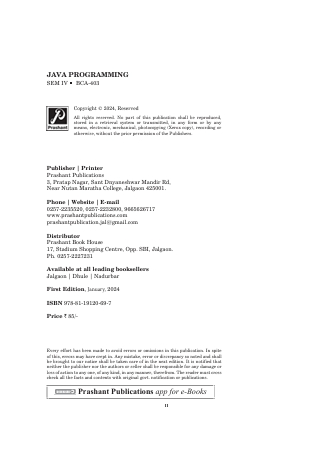 JAVA PROGRAMMING
SEM IV • BCA-403
Prashant
Copyright © 2024, Reserved
All rights reserved. No part of this publication shall be reproduced,
stored in a retrieval system or transmitted, in any form or by any
means, electronic, mechanical, photocopying (Xerox copy), recording or
otherwise, without the prior permission of the Publishers.
Publisher | Printer
Prashant Publications
3, Pratap Nagar, Sant Dnyaneshwar Mandir Rd,
Near Nutan Maratha College, Jalgaon 425001.
Phone | Website | E-mail
0257-2235520, 0257-2232800, 9665626717
www.prashantpublications.com
prashantpublication.jal@gmail.com
Distributor
Prashant Book House
17, Stadium Shopping Centre, Opp. SBI, Jalgaon.
Ph. 0257-2227231
Available at all leading booksellers
Jalgaon | Dhule | Nadurbar
First Edition, January, 2024
ISBN 978-81-19120-69-7
Price ₹ 85/-
Every effort has been made to avoid errors or omissions in this publication. In spite
of this, errors may have crept in. Any mistake, error or discrepancy so noted and shall
be brought to our notice shall be taken care of in the next edition. It is notified that
neither the publisher nor the authors or seller shall be responsible for any damage or
loss of action to any one, of any kind, in any manner, therefrom. The reader must cross
check all the facts and contents with original govt. notification or publications.
Prashant Publications app for e-Books